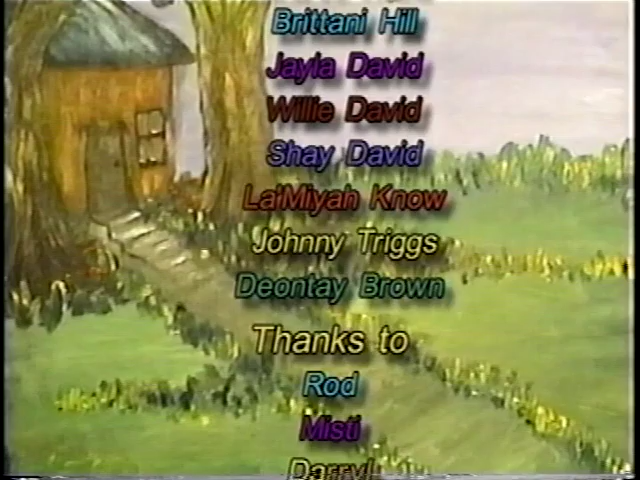 Brittani Hill
Jayla David
Willie David
Shay David
La'Miyah Know
Johnny Triggs
Deontay Brown
Thanks to
Rod
Misti
Darryl